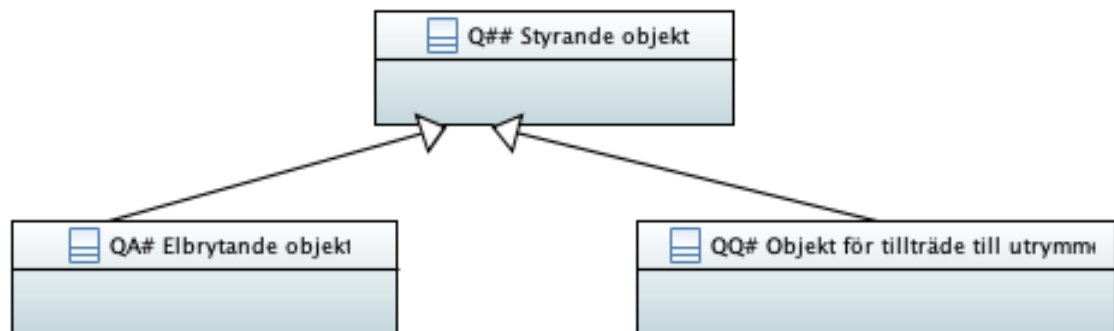 Q## Styrande objekt
QA# Elbrytande objekt
QQ# Objekt för tillträde till utrymme